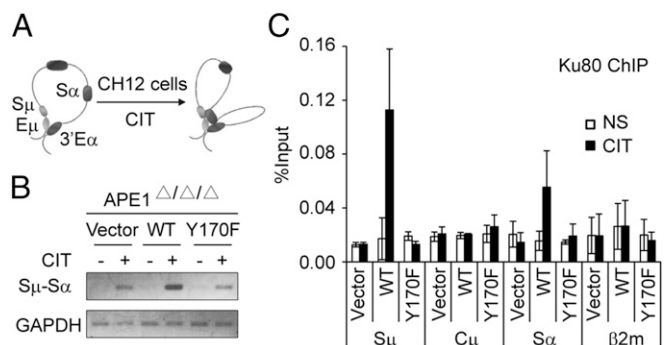 A
Sα
Sμ
Eμ
3'Eα
CH12 cells
CIT
B
APE1 △/△/△
Vector WT Y170F
CIT - + - + - +
Sμ-Sα
GAPDH
C
Ku80 ChIP
NS
CIT
%Input
0.16
0.12
0.08
0.04
0.00
Vector WT Y170F Vector WT Y170F Vector WT Y170F Vector WT Y170F
Sμ Cμ Sα β2m